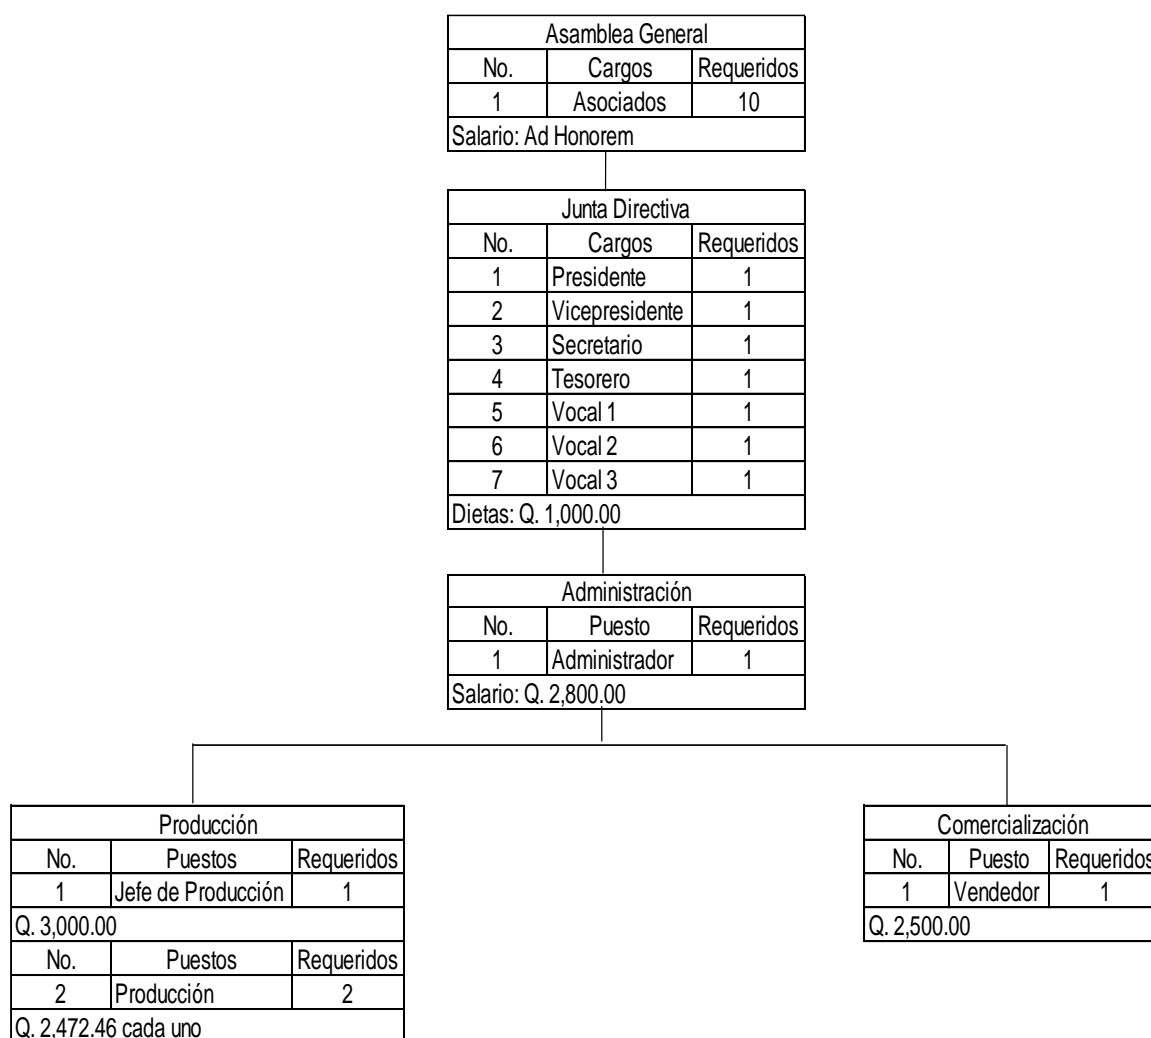 Asamblea General
No. Cargos Requeridos
1 Asociados 10
Salario: Ad Honorem
Junta Directiva
No. Cargos Requeridos
1 Presidente 1
2 Vicepresidente 1
3 Secretario 1
4 Tesorero 1
5 Vocal 1 1
6 Vocal 2 1
7 Vocal 3 1
Dietas: Q. 1,000.00
Administración
No. Puesto Requeridos
1 Administrador 1
Salario: Q. 2,800.00
Producción
No. Puestos Requeridos
1 Jefe de Producción 1
Q. 3,000.00
No. Puestos Requeridos
2 Producción 2
Q. 2,472.46 cada uno
Comercialización
No. Puesto Requeridos
1 Vendedor 1
Q. 2,500.00